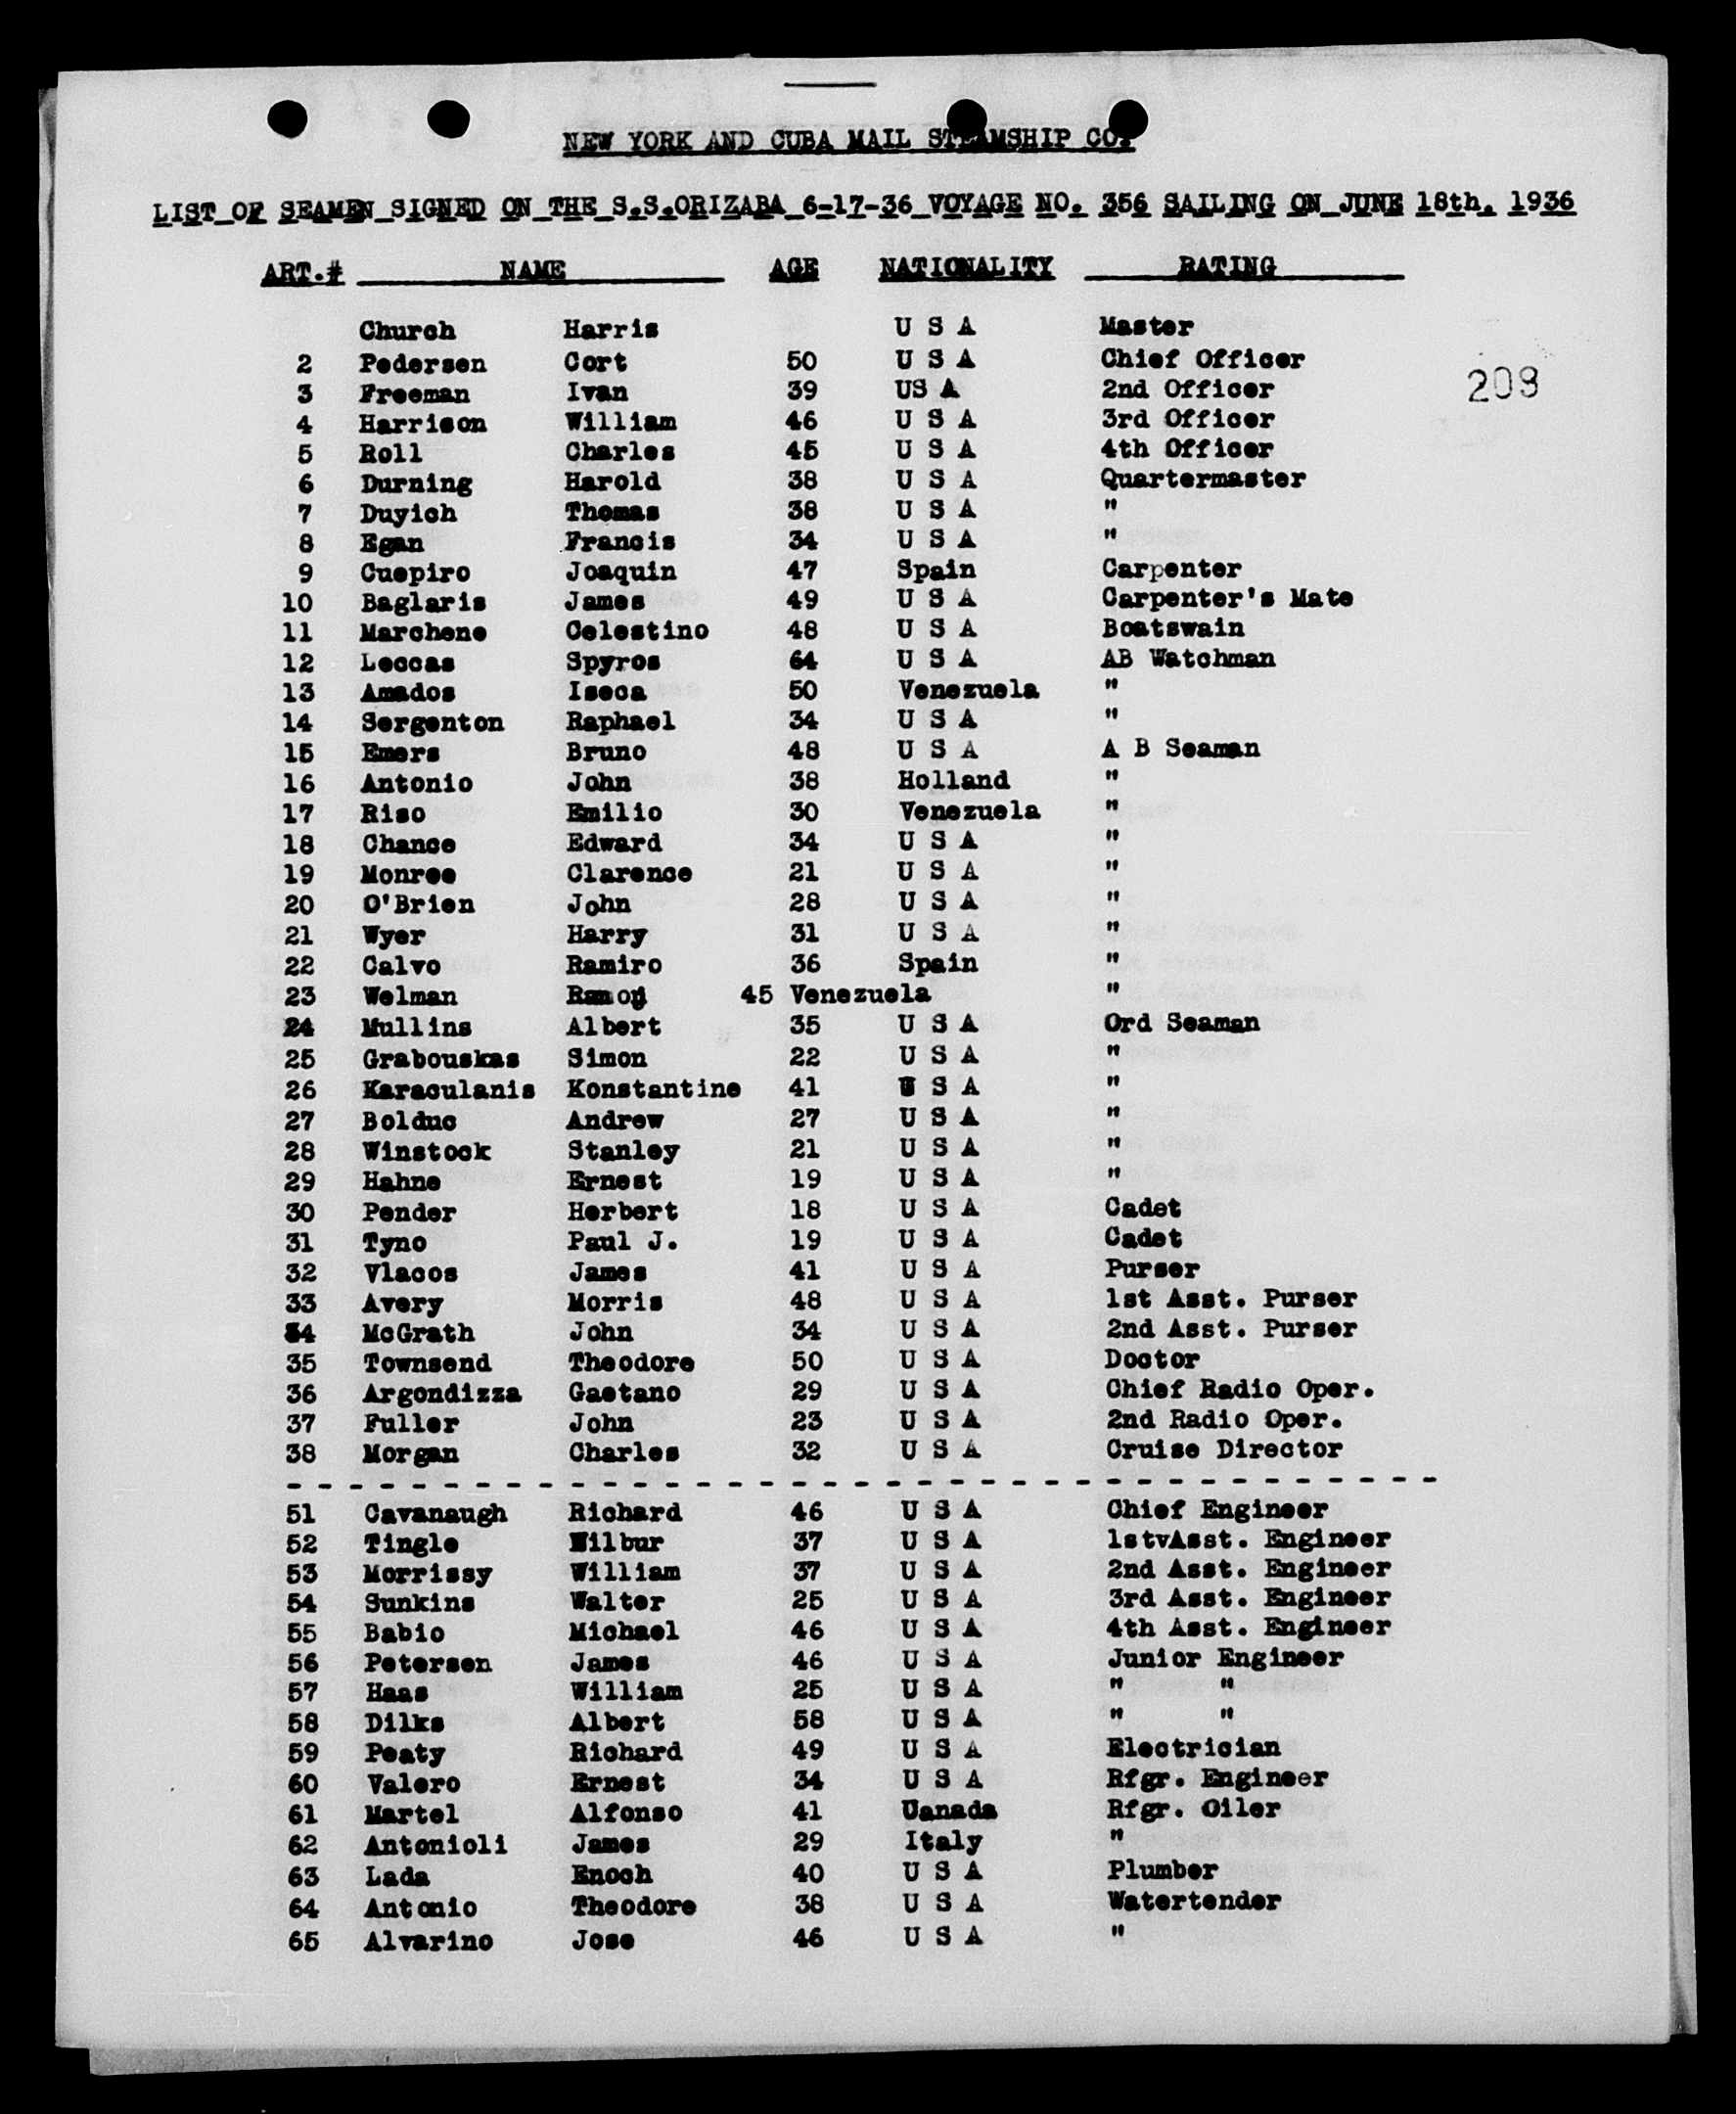 NEW YORK AND CUBA MAIL STEAMSHIP CO.
LIST OF SEAMEN SIGNED ON THE S.S.ORIZABA 6-17-36 VOYAGE NO. 356 SAILING ON JUNE 18th. 1936
ART.# NAME AGE NATIONALITY RATING
Church Harris U S A Master
2 Pedersen Cort 50 U S A Chief Officer
209
3 Freeman Ivan 39 US A 2nd Officer
4 Harrison William 46 U S A 3rd Officer
5 Roll Charles 45 U S A 4th Officer
6 Durning Harold 38 U S A Quartermaster
7 Duyich Thomas 38 U S A "
8 Egan Francis 34 U S A "
9 Cuepiro Joaquin 47 Spain Carpenter
10 Baglaris James 49 U S A Carpenter's Mate
11 Marchene Celestino 48 U S A Boatswain
12 Leccas Spyros 64 U S A AB Watchman
13 Amados Iseca 50 Venezuela "
14 Sergenton Raphael 34 U S A "
15 Emers Bruno 48 U S A A B Seaman
16 Antonio John 38 Holland "
17 Riso Emilio 30 Venezuela "
18 Chance Edward 34 U S A "
19 Monroe Clarence 21 U S A "
20 O'Brien John 28 U S A "
21 Wyer Harry 31 U S A "
22 Calvo Ramiro 36 Spain "
23 Welman 45 Venezuela "
24 Mullins Albert 35 U S A Ord Seaman
25 Grabouskas Simon 22 U S A "
26 Karaculanis Konstantine 41 U S A "
27 Bolduc Andrew 27 U S A "
28 Winstock Stanley 21 U S A "
29 Hahne Ernest 19 U S A "
30 Pender Herbert 18 U S A Cadet
31 Tyno Paul J. 19 U S A Cadet
32 Vlacos James 41 U S A Purser
33 Avery Morris 48 U S A 1st Asst. Purser
34 McGrath John 34 U S A 2nd Asst. Purser
35 Townsend Theodore 50 U S A Doctor
36 Argondizza Gaetano 29 U S A Chief Radio Oper.
37 Fuller John 23 U S A 2nd Radio Oper.
38 Morgan Charles 32 U S A Cruise Director
- - - - - - - - - - - - - - - - - - - - - - - - - - - - - - - - - - - - -
51 Cavanaugh Richard 46 U S A Chief Engineer
52 Tingle Wilbur 37 U S A 1stvAsst. Engineer
53 Morrissy William 37 U S A 2nd Asst. Engineer
54 Sunkins Walter 25 U S A 3rd Asst. Engineer
55 Babic Michael 46 U S A 4th Asst. Engineer
56 Petersen James 46 U S A Junior Engineer
57 Haas William 25 U S A " "
58 Dilks Albert 58 U S A " "
59 Peaty Richard 49 U S A Electrician
60 Valero Ernest 34 U S A Rfgr. Engineer
61 Martel Alfonso 41 Canada Rfgr. Oiler
62 Antonioli James 29 Italy "
63 Lada Enoch 40 U S A Plumber
64 Antonio Theodore 38 U S A Watertender
65 Alvarino Jose 46 U S A "